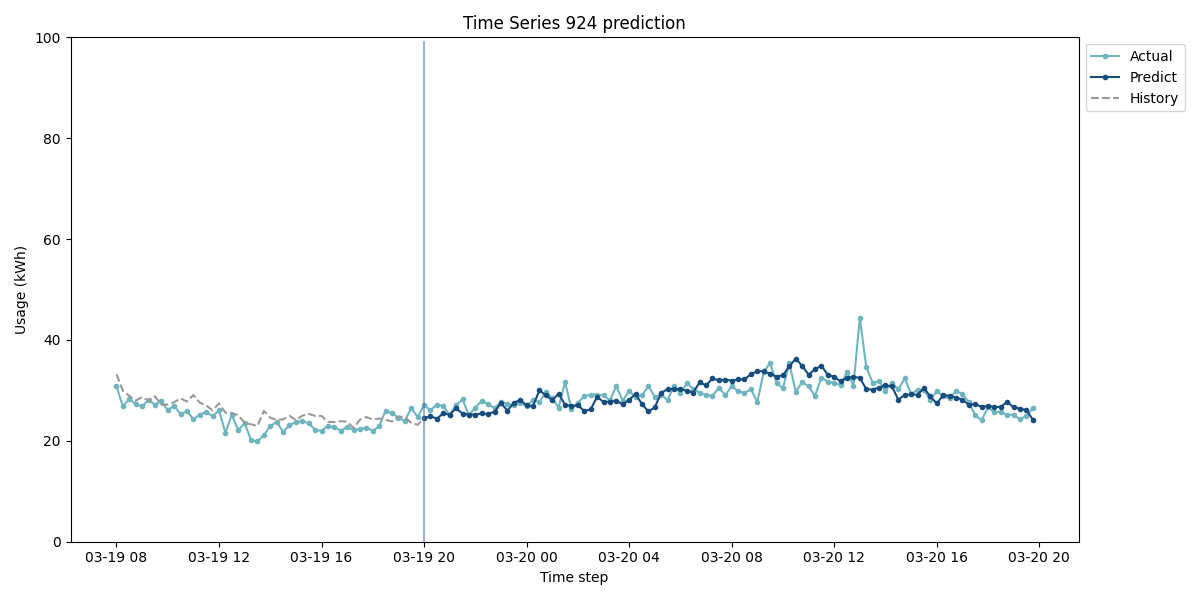 Time Series 924 prediction
100
80
60
40
20
0
Usage (kWh)
03-19 08
03-19 12
03-19 16
03-19 20
03-20 00
03-20 04
03-20 08
03-20 12
03-20 16
03-20 20
Time step
Actual
Predict
History